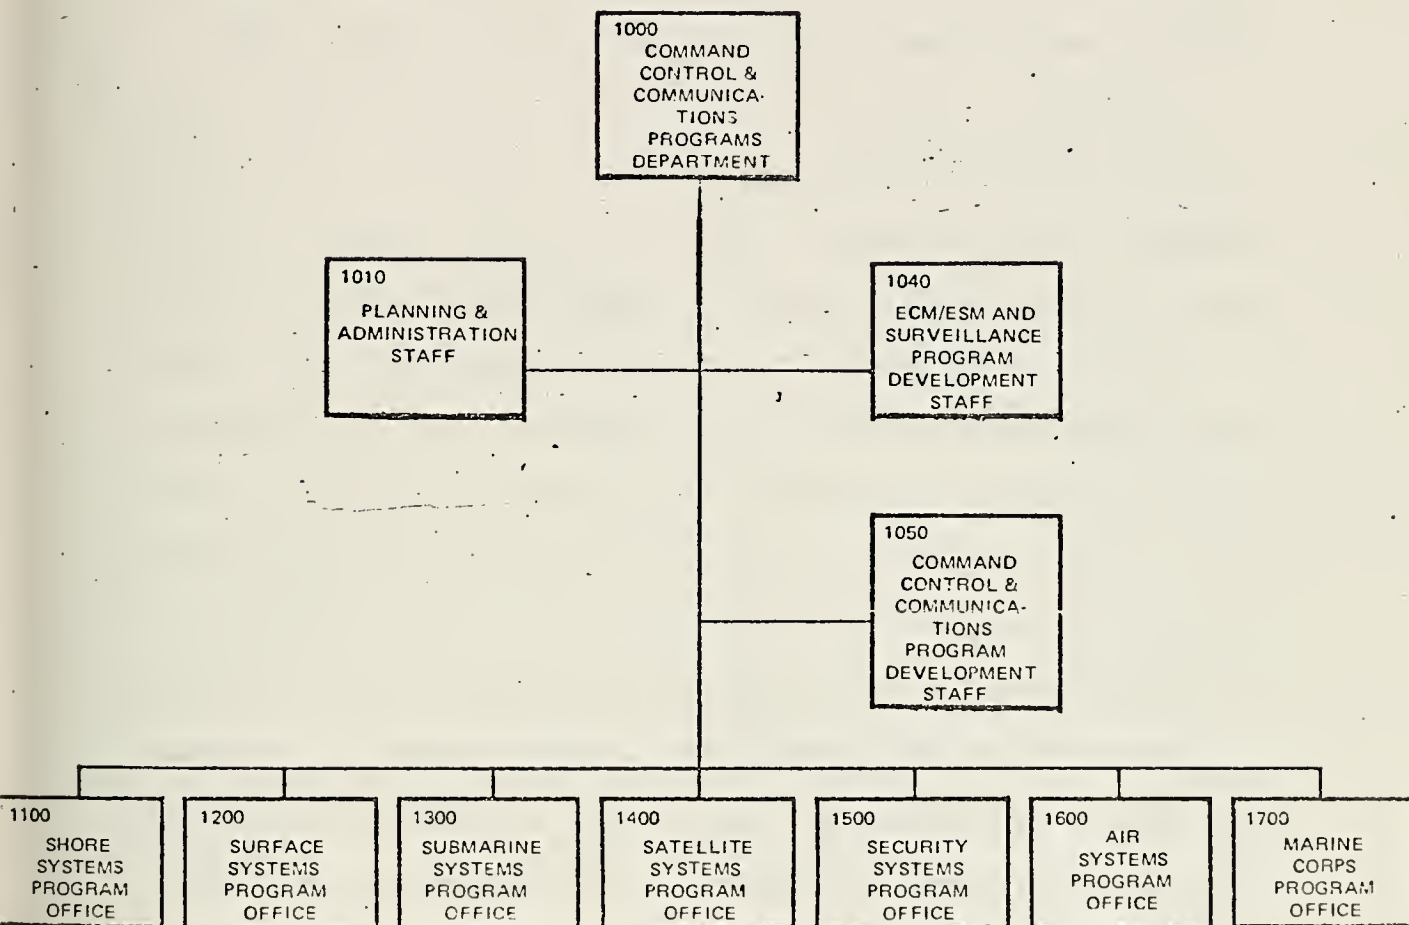 1000
COMMAND
CONTROL &
COMMUNICA-
TIONS
PROGRAMS
DEPARTMENT
1010
PLANNING &
ADMINISTRATION
STAFF
1040
ECM/ESM AND
SURVEILLANCE
PROGRAM
DEVELOPMENT
STAFF
1050
COMMAND
CONTROL &
COMMUNICA-
TIONS
PROGRAM
DEVELOPMENT
STAFF
1100
SHORE
SYSTEMS
PROGRAM
OFFICE
1200
SURFACE
SYSTEMS
PROGRAM
OFFICE
1300
SUBMARINE
SYSTEMS
PROGRAM
OFFICE
1400
SATELLITE
SYSTEMS
PROGRAM
OFFICE
1500
SECURITY
SYSTEMS
PROGRAM
OFFICE
1600
AIR
SYSTEMS
PROGRAM
OFFICE
1700
MARINE
CORPS
PROGRAM
OFFICE